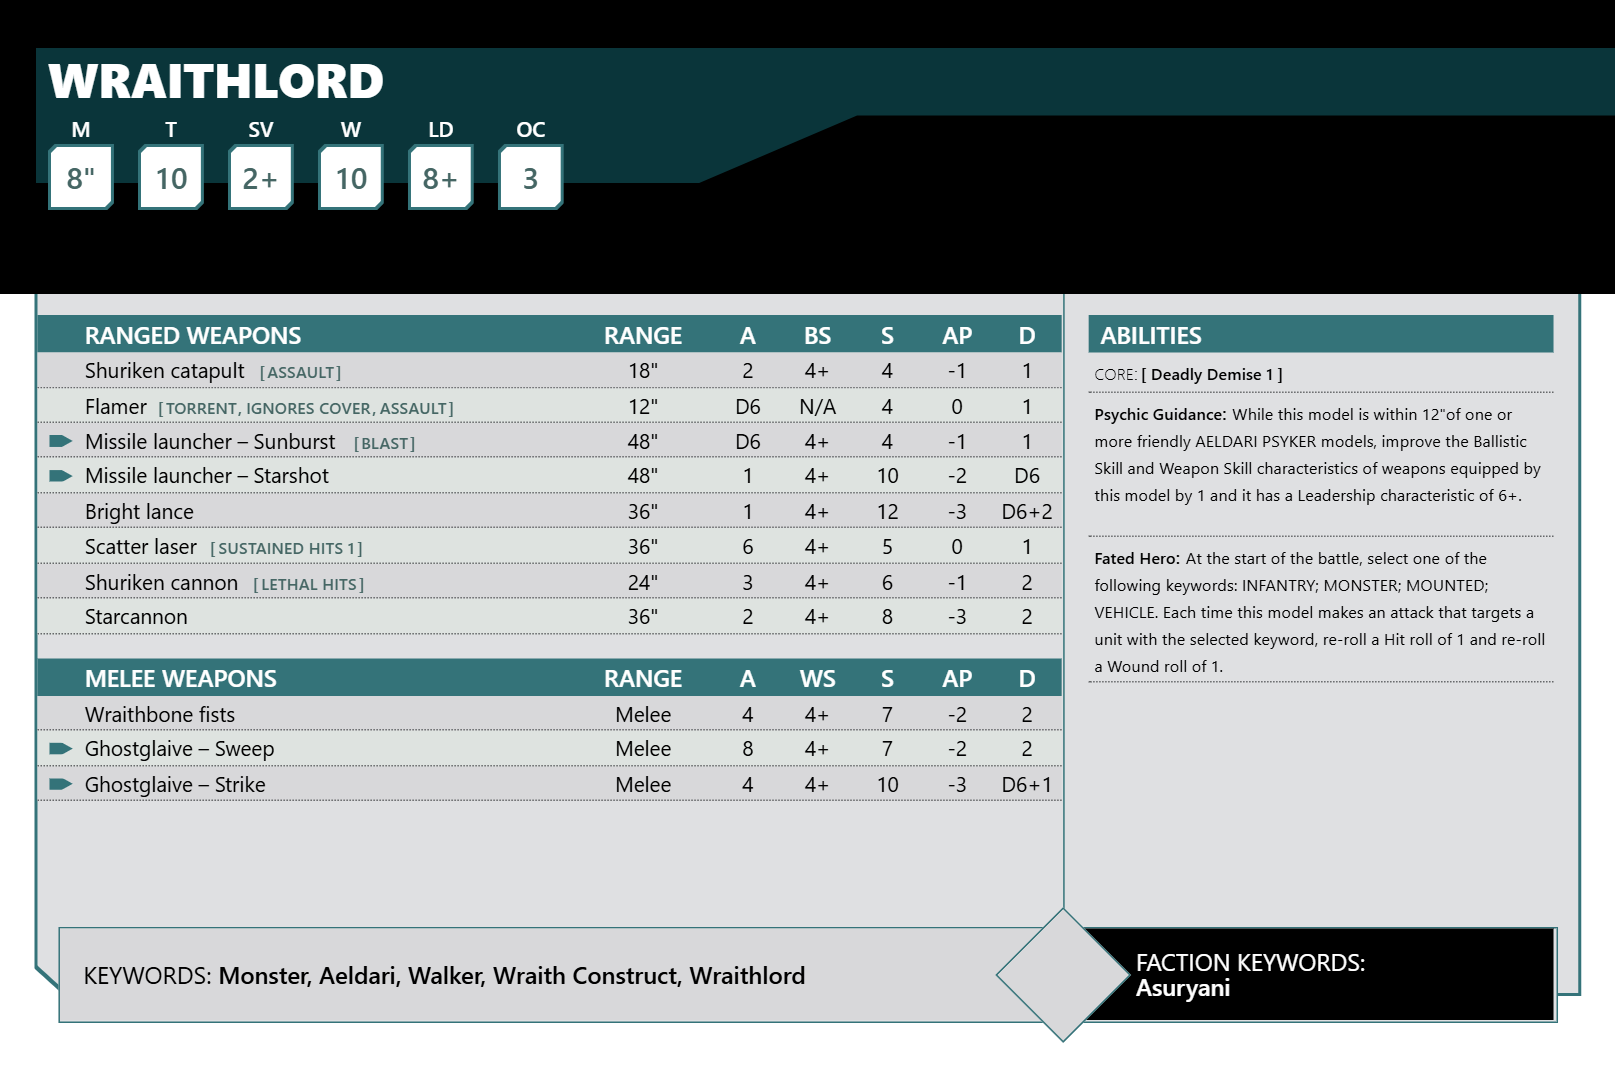 WRAITHLORD
M T SV W LD OC
8" 10 2+ 10 8+ 3
RANGED WEAPONS RANGE A BS S AP D
Shuriken catapult [ASSAULT] 18" 2 4+ 4 -1 1
Flamer [TORRENT, IGNORES COVER, ASSAULT] 12" D6 N/A 4 0 1
Missile launcher – Sunburst [BLAST] 48" D6 4+ 4 -1 1
Missile launcher – Starshot 48" 1 4+ 10 -2 D6
Bright lance 36" 1 4+ 12 -3 D6+2
Scatter laser [SUSTAINED HITS 1] 36" 6 4+ 5 0 1
Shuriken cannon [LETHAL HITS] 24" 3 4+ 6 -1 2
Starcannon 36" 2 4+ 8 -3 2
MELEE WEAPONS RANGE A WS S AP D
Wraithbone fists Melee 4 4+ 7 -2 2
Ghostglaive – Sweep Melee 8 4+ 7 -2 2
Ghostglaive – Strike Melee 4 4+ 10 -3 D6+1
ABILITIES
CORE: [ Deadly Demise 1 ]
Psychic Guidance: While this model is within 12"of one or
more friendly AELDARI PSYKER models, improve the Ballistic
Skill and Weapon Skill characteristics of weapons equipped by
this model by 1 and it has a Leadership characteristic of 6+.
Fated Hero: At the start of the battle, select one of the
following keywords: INFANTRY; MONSTER; MOUNTED;
VEHICLE. Each time this model makes an attack that targets a
unit with the selected keyword, re-roll a Hit roll of 1 and re-roll
a Wound roll of 1.
KEYWORDS: Monster, Aeldari, Walker, Wraith Construct, Wraithlord
FACTION KEYWORDS:
Asuryani